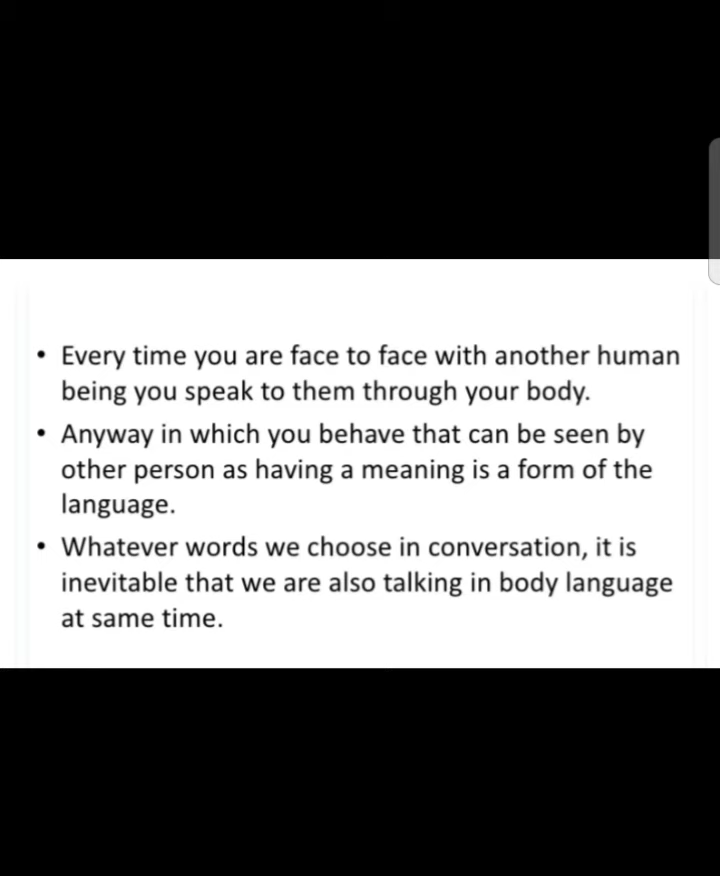 • Every time you are face to face with another human
being you speak to them through your body.
• Anyway in which you behave that can be seen by
other person as having a meaning is a form of the
language.
• Whatever words we choose in conversation, it is
inevitable that we are also talking in body language
at same time.